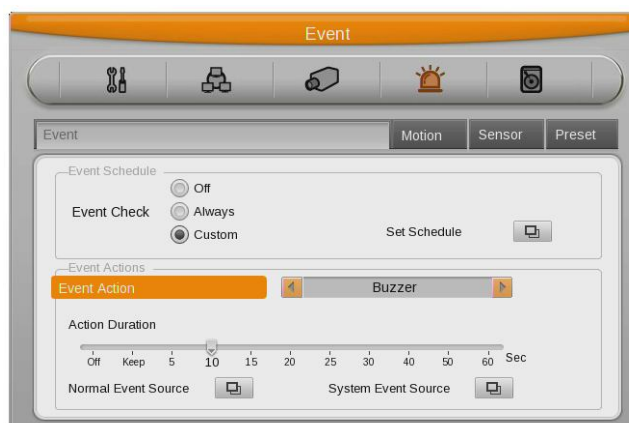 Event
Event Motion Sensor Preset
Event Schedule
Off
Event Check Always
Custom Set Schedule
Event Actions
Event Action Buzzer
Action Duration
Off Keep 5 10 15 20 25 30 40 50 60 Sec
Normal Event Source System Event Source